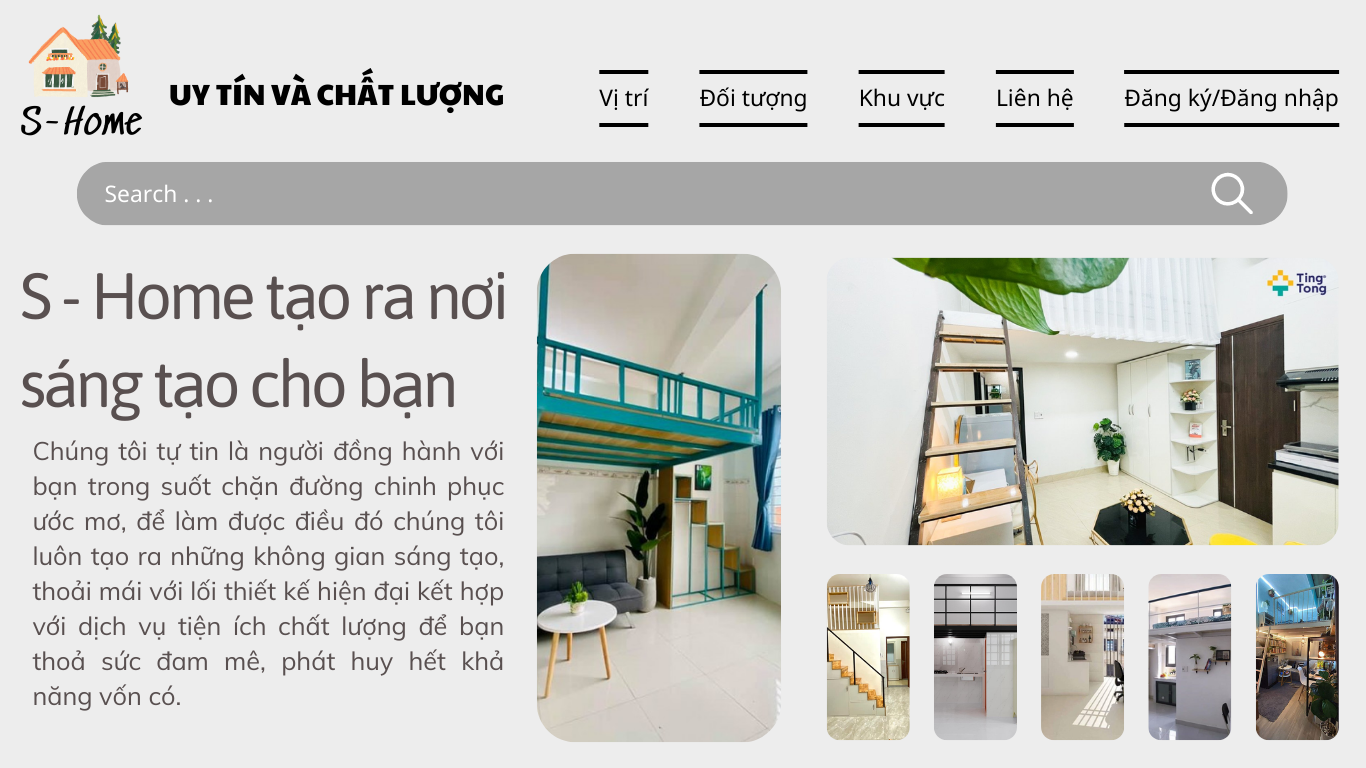 S-Home
UY TÍN VÀ CHẤT LƯỢNG
Vị trí
Đối tượng
Khu vực
Liên hệ
Đăng ký/Đăng nhập
Search . . .
S - Home tạo ra nơi
sáng tạo cho bạn
Chúng tôi tự tin là người đồng hành với
bạn trong suốt chặn đường chinh phục
ước mơ, để làm được điều đó chúng tôi
luôn tạo ra những không gian sáng tạo,
thoải mái với lối thiết kế hiện đại kết hợp
với dịch vụ tiện ích chất lượng để bạn
thoả sức đam mê, phát huy hết khả
năng vốn có.
Ting
Tong